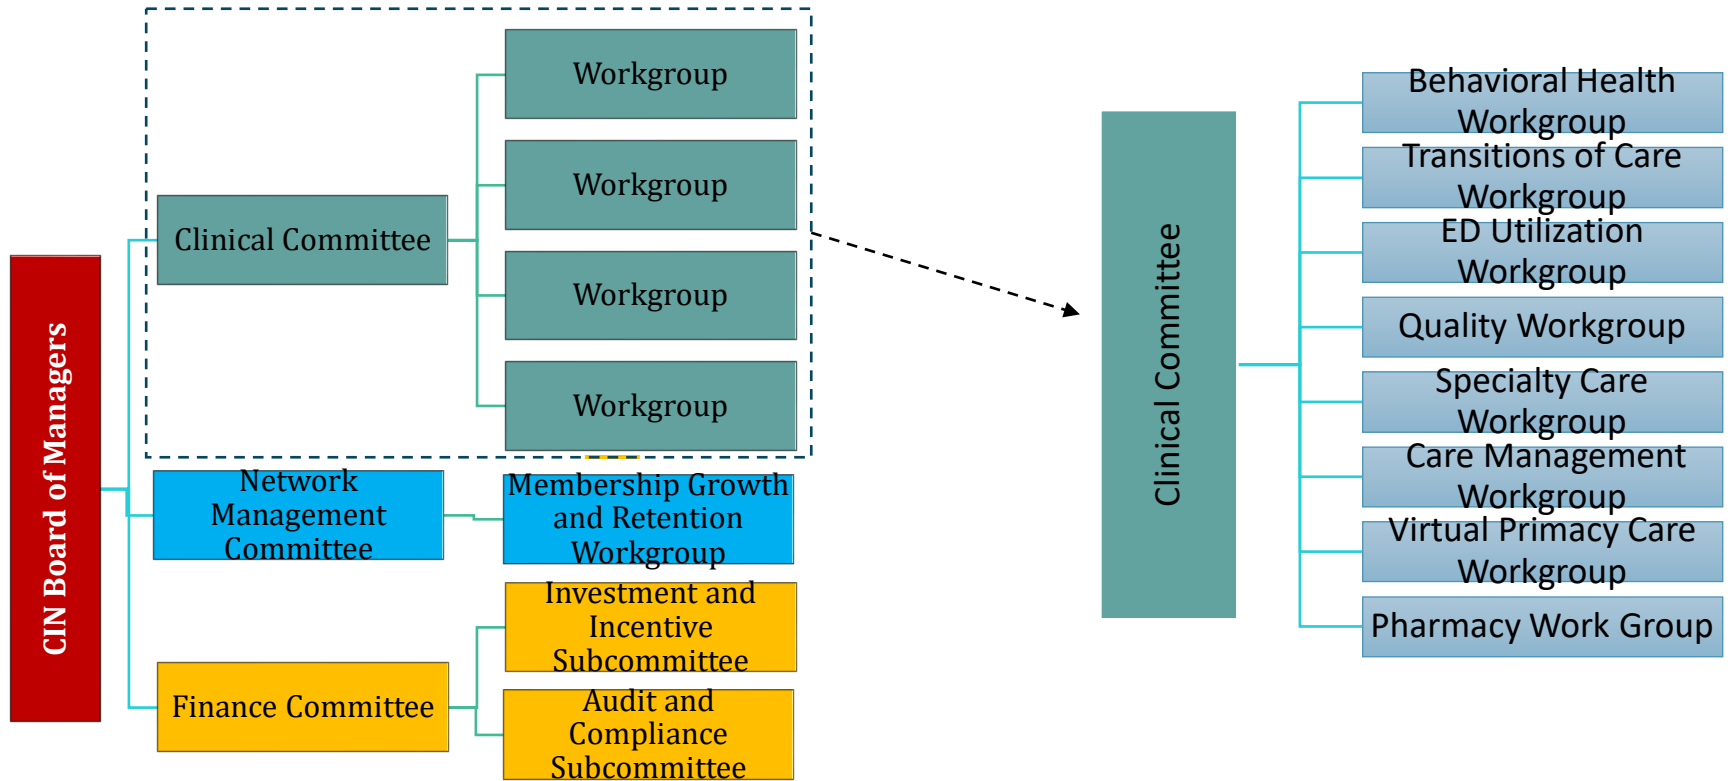 CIN Board of Managers
Clinical Committee
Workgroup
Workgroup
Workgroup
Workgroup
Network
Management
Committee
Membership Growth
and Retention
Workgroup
Finance Committee
Investment and
Incentive
Subcommittee
Audit and
Compliance
Subcommittee
Clinical Committee
Behavioral Health
Workgroup
Transitions of Care
Workgroup
ED Utilization
Workgroup
Quality Workgroup
Specialty Care
Workgroup
Care Management
Workgroup
Virtual Primacy Care
Workgroup
Pharmacy Work Group